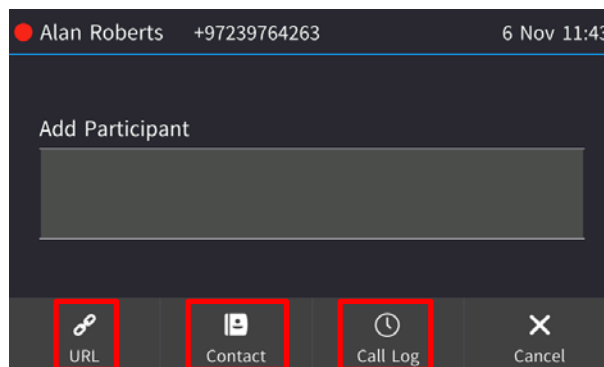 Alan Roberts +97239764263 6 Nov 11:43
Add Participant
URL Contact Call Log Cancel